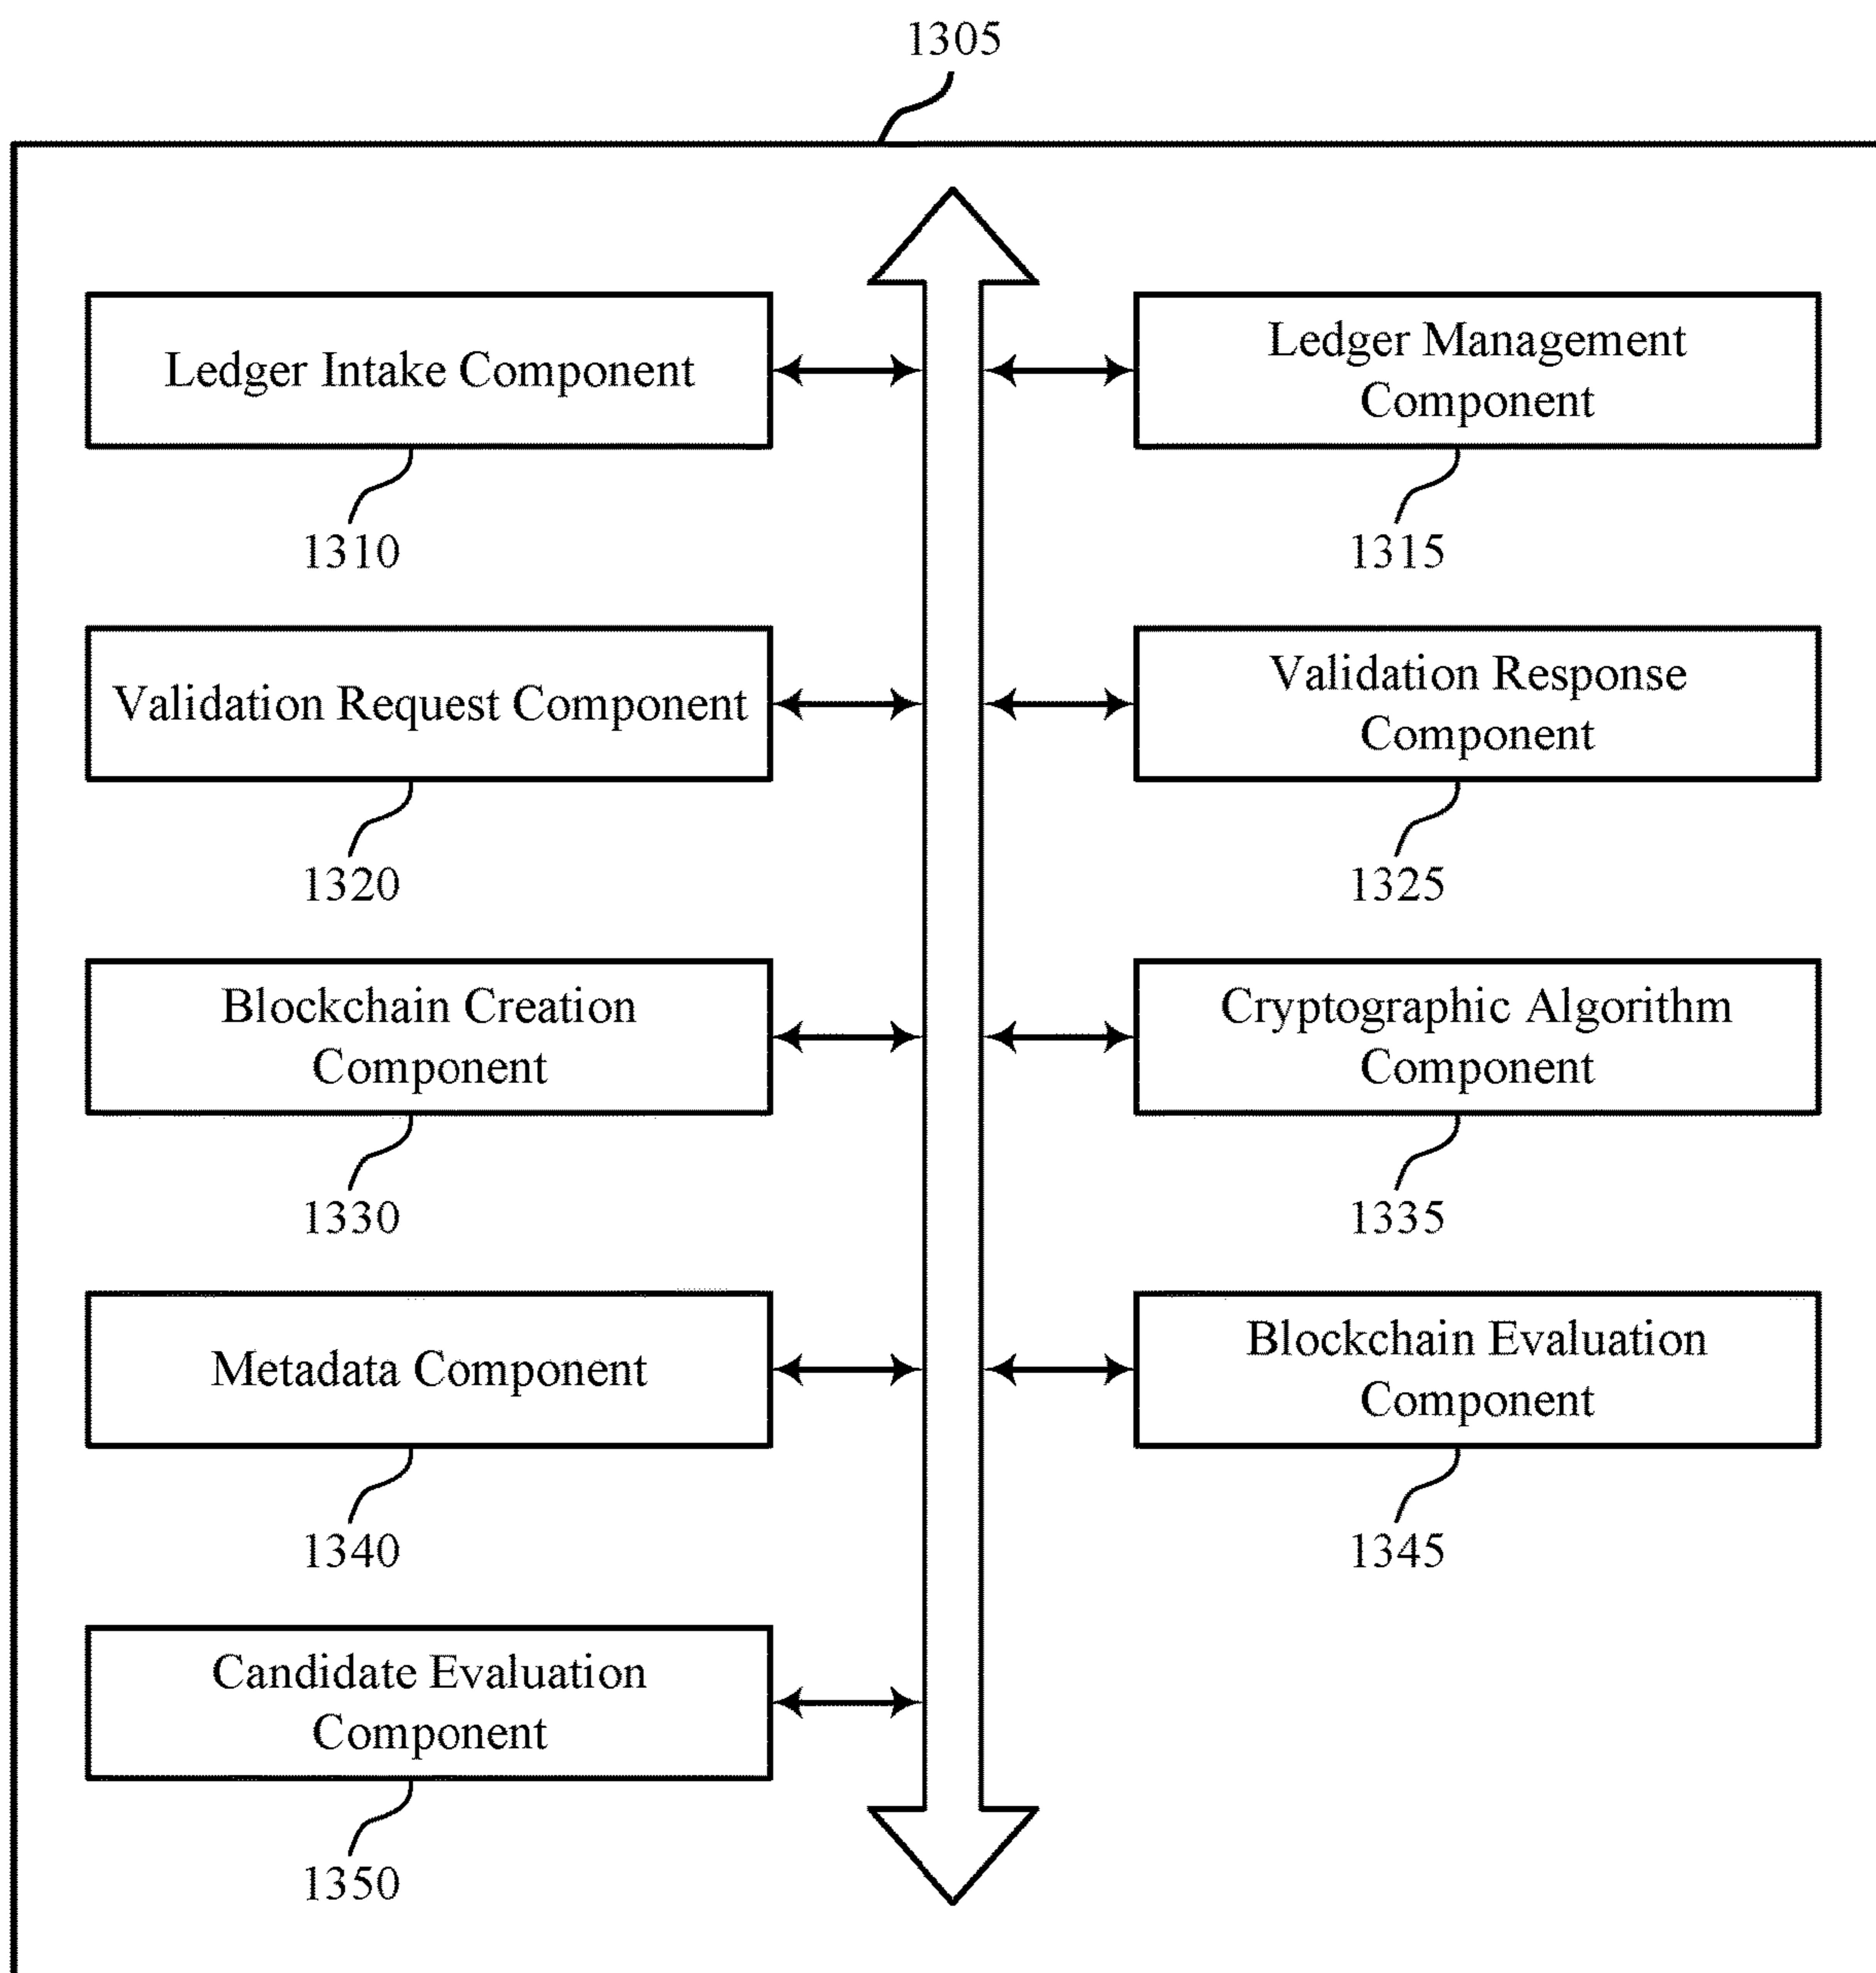 1305
Ledger Intake Component
1310
Ledger Management
Component
1315
Validation Request Component
1320
Validation Response
Component
1325
Blockchain Creation
Component
1330
Cryptographic Algorithm
Component
1335
Metadata Component
1340
Blockchain Evaluation
Component
1345
Candidate Evaluation
Component
1350